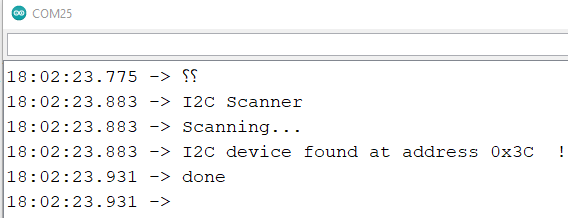 COM25
18:02:23.775 -> ⸮⸮
18:02:23.883 -> I2C Scanner
18:02:23.883 -> Scanning...
18:02:23.883 -> I2C device found at address 0x3C  !
18:02:23.931 -> done
18:02:23.931 ->